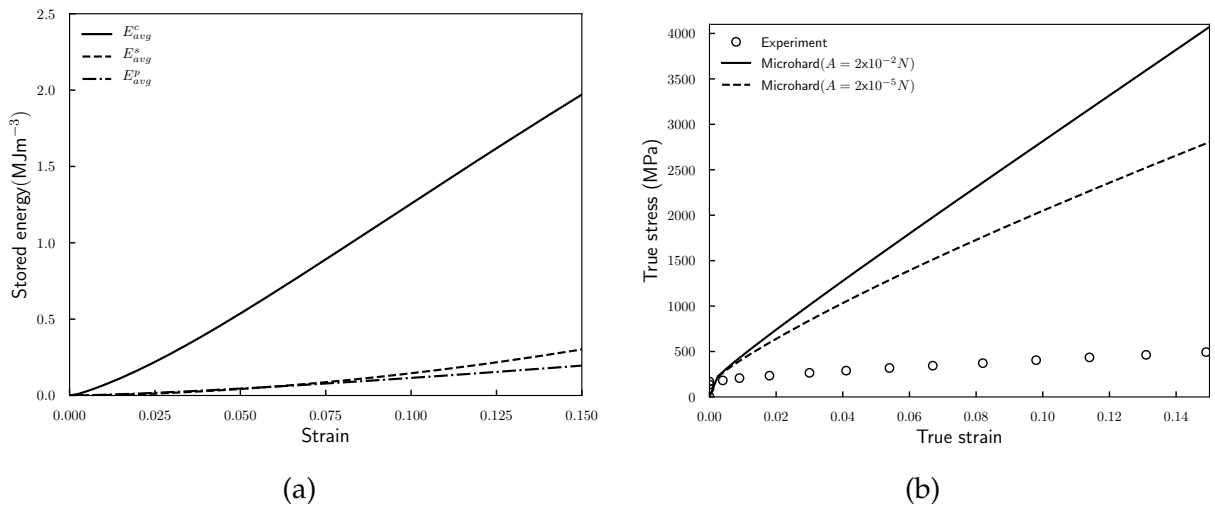 2.5
2.0
1.5
1.0
0.5
0.0
0.000 0.025 0.050 0.075 0.100 0.125 0.150
Stored energy(MJm⁻³)
Strain
E^c_avg
E^s_avg
E^p_avg
(a)
4000
3500
3000
2500
2000
1500
1000
500
0
0.00 0.02 0.04 0.06 0.08 0.10 0.12 0.14
True stress (MPa)
True strain
Experiment
Microhard(A = 2x10⁻²N)
Microhard(A = 2x10⁻⁵N)
(b)